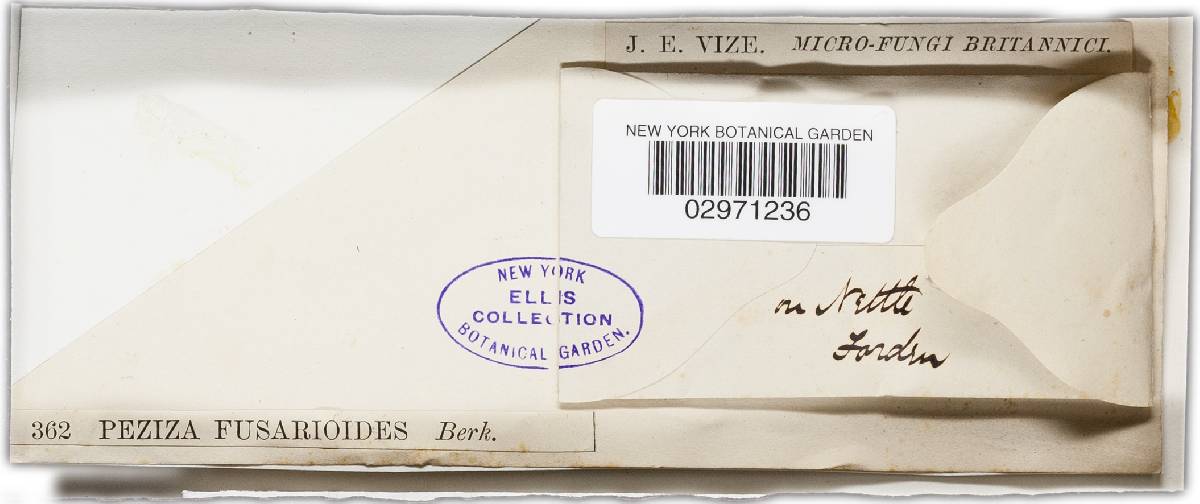 J. E. VIZE. MICRO-FUNGI BRITANNICI.
NEW YORK BOTANICAL GARDEN
02971236
NEW YORK
ELLIS
COLLECTION
BOTANICAL GARDEN.
on Nettle
Forden
362 PEZIZA FUSARIOIDES Berk.